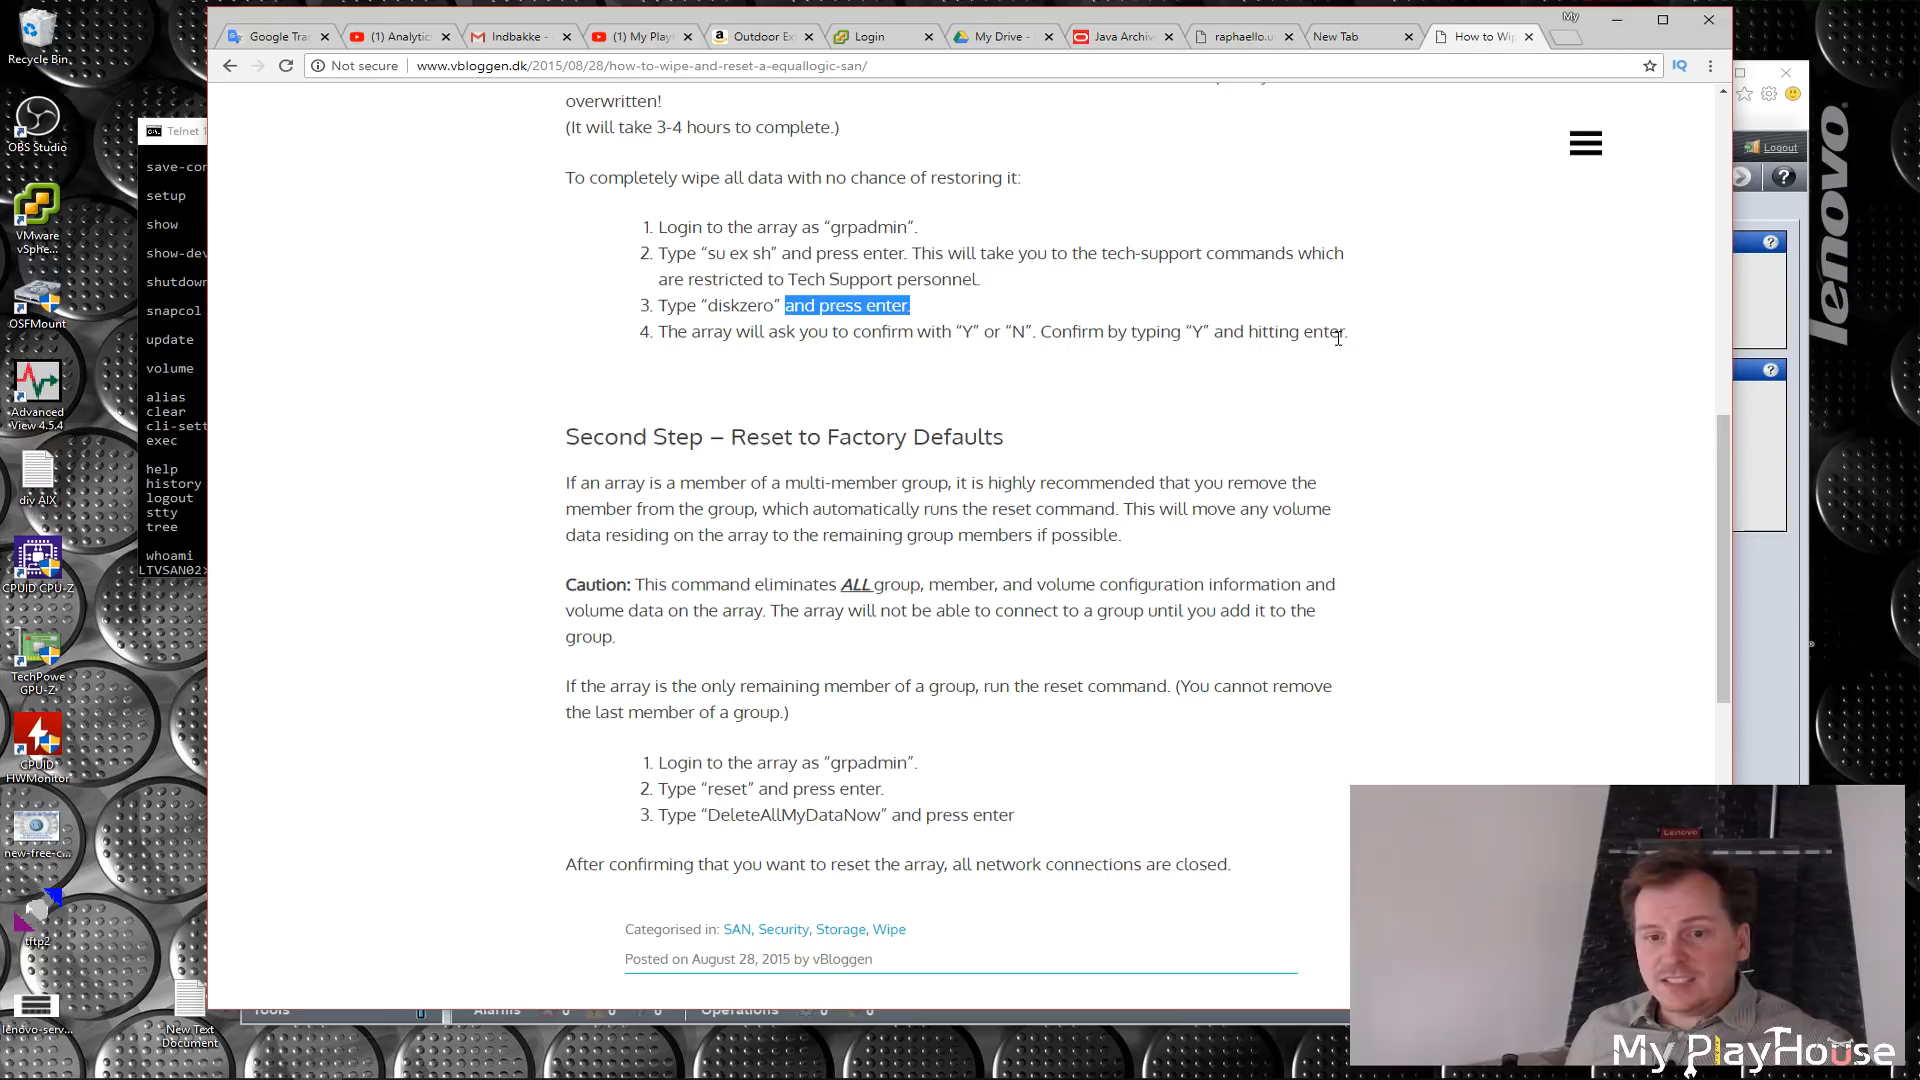 My
Google Tra
(1) Analytic
Indbakke -
(1) My Play
Outdoor Ex
Login
My Drive -
Java Archiv
raphaello.u
New Tab
How to Wi
Not secure
www.vbloggen.dk/2015/08/28/how-to-wipe-and-reset-a-equallogic-san/
overwritten!
(It will take 3-4 hours to complete.)
To completely wipe all data with no chance of restoring it:
1. Login to the array as “grpadmin”.
2. Type “su ex sh” and press enter. This will take you to the tech-support commands which
are restricted to Tech Support personnel.
3. Type “diskzero” and press enter.
4. The array will ask you to confirm with “Y” or “N”. Confirm by typing “Y” and hitting enter.
Second Step – Reset to Factory Defaults
If an array is a member of a multi-member group, it is highly recommended that you remove the
member from the group, which automatically runs the reset command. This will move any volume
data residing on the array to the remaining group members if possible.
Caution: This command eliminates ALL group, member, and volume configuration information and
volume data on the array. The array will not be able to connect to a group until you add it to the
group.
If the array is the only remaining member of a group, run the reset command. (You cannot remove
the last member of a group.)
1. Login to the array as “grpadmin”.
2. Type “reset” and press enter.
3. Type “DeleteAllMyDataNow” and press enter
After confirming that you want to reset the array, all network connections are closed.
Categorised in: SAN, Security, Storage, Wipe
Posted on August 28, 2015 by vBloggen
Recycle Bin
OBS Studio
VMware
vSphe...
OSFMount
Advanced
View 4.5.4
div AIX
CPUID CPU-Z
TechPowe
GPU-Z
CPUID
HWMonitor
new-free-c...
tftp2
lenovo-serv...
New Text
Document
Telnet 1
save-con
setup
show
show-dev
shutdown
snapcol
update
volume
alias
clear
cli-sett
exec
help
history
logout
stty
tree
whoami
LTVSAN02>
Logout
lenovo
Tools
Alarms
Operations
Lenovo
My PlayHouse